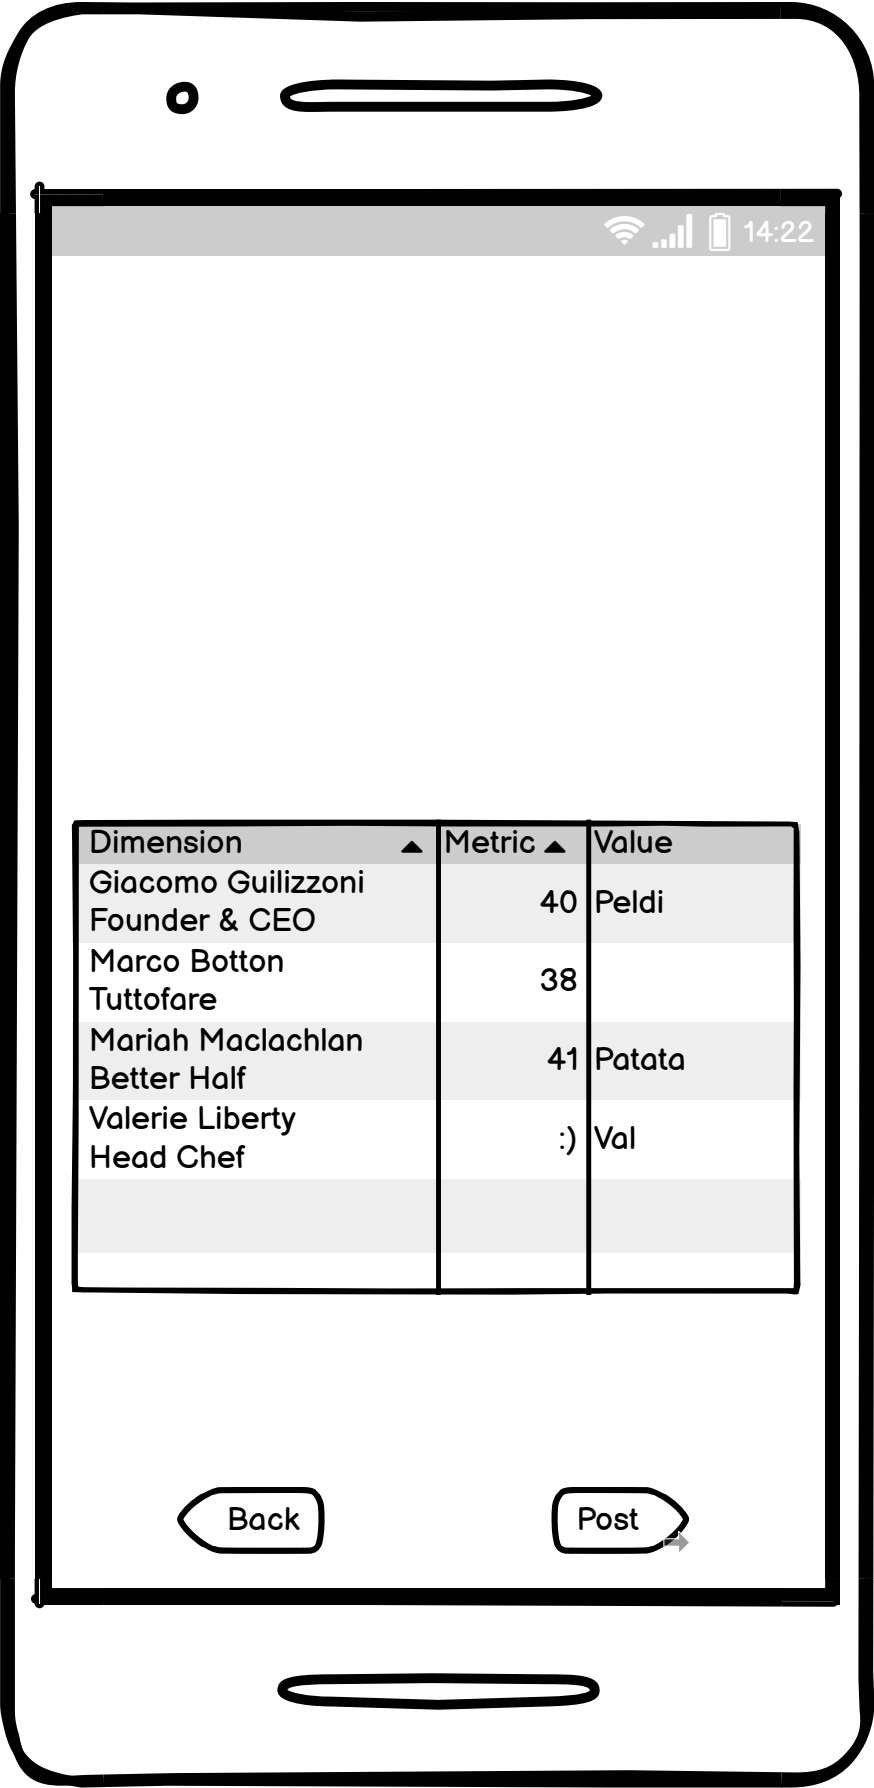 14:22
Dimension Metric Value
Giacomo Guilizzoni
Founder & CEO
40 Peldi
Marco Botton
Tuttofare
38
Mariah Maclachlan
Better Half
41 Patata
Valerie Liberty
Head Chef
:) Val
Back Post